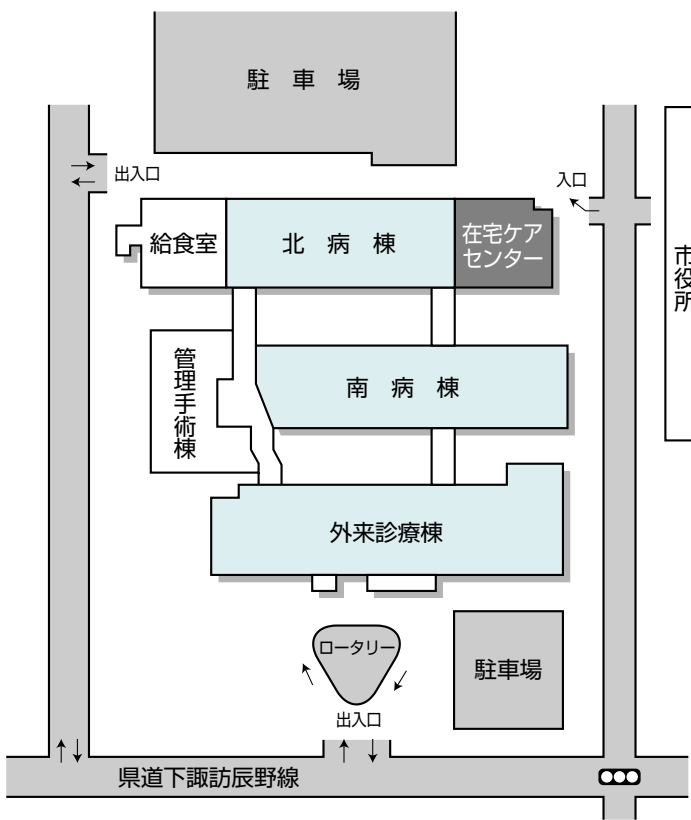 駐 車 場
出入口
入口
給食室
北 病 棟
在宅ケア
センター
市役所
管理手術棟
南 病 棟
外来診療棟
ロータリー
駐車場
出入口
県道下諏訪辰野線